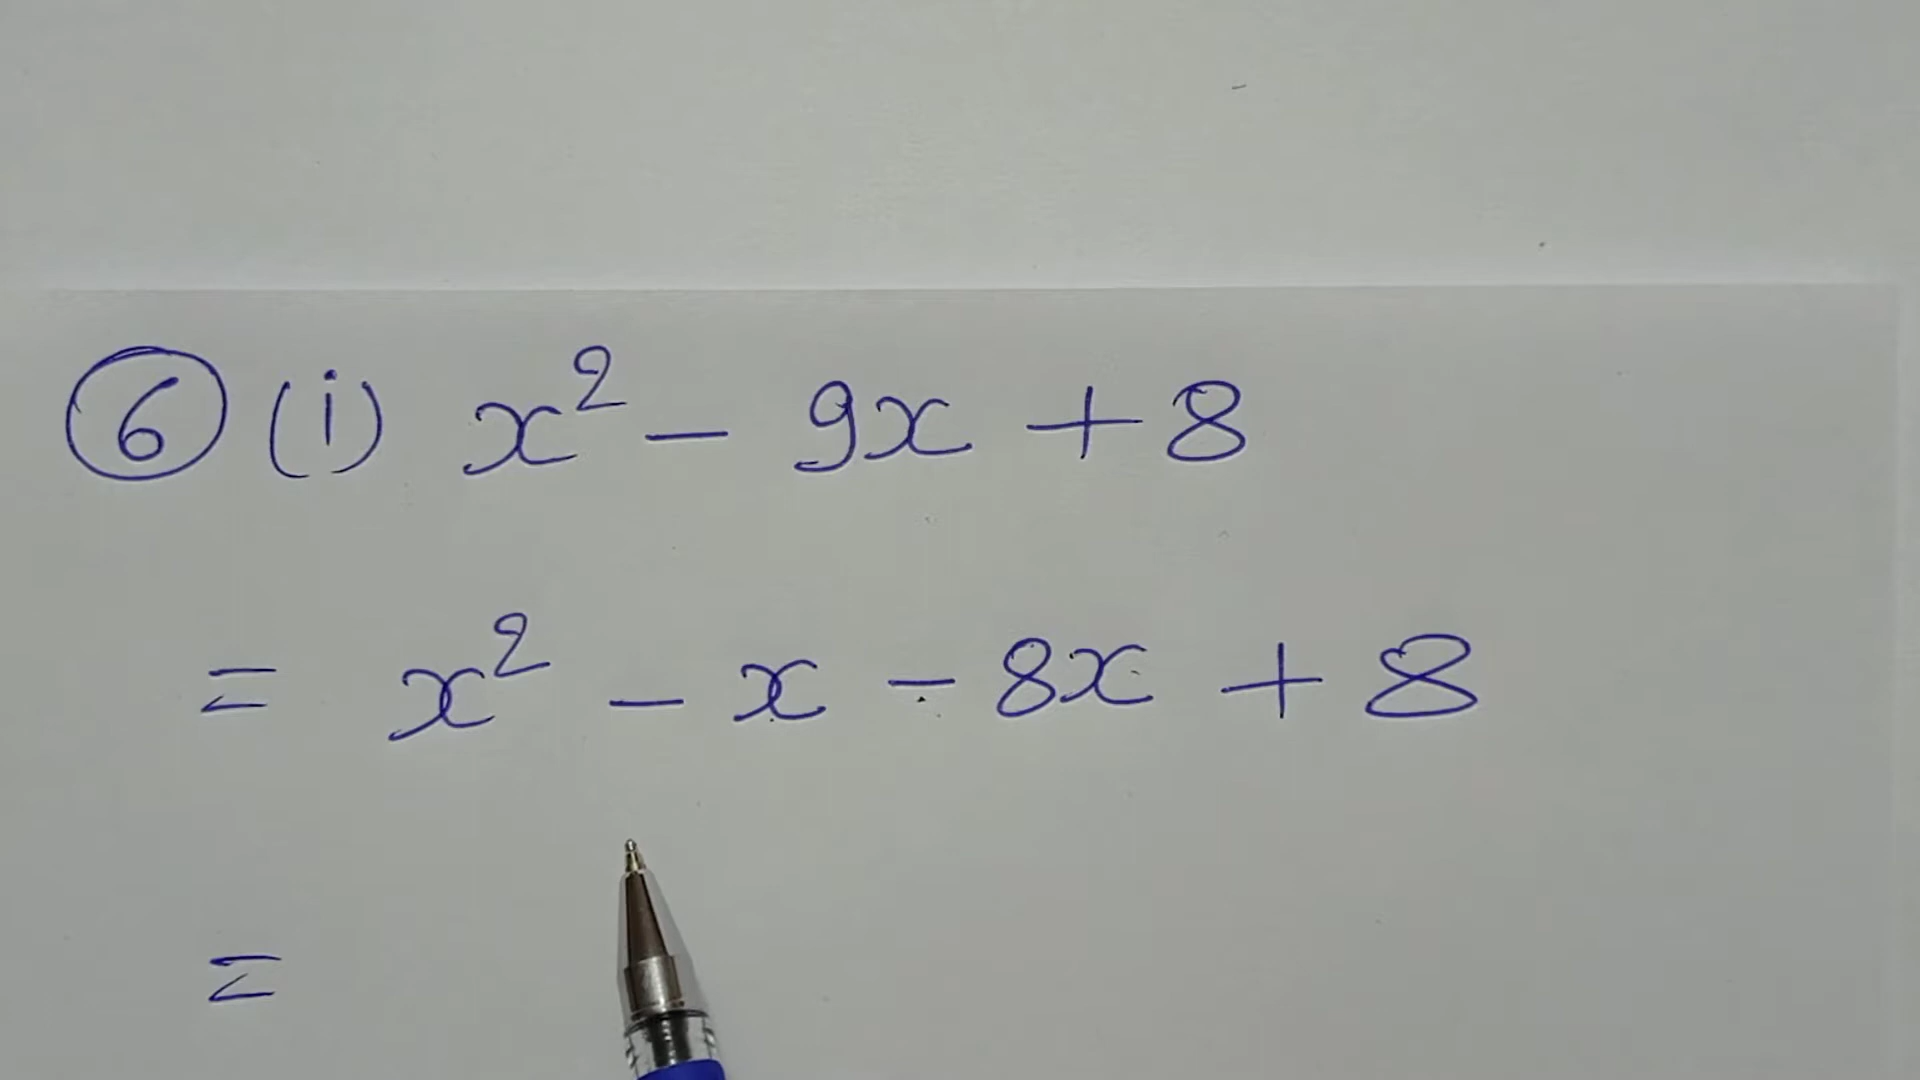 6 (i) x² - 9x + 8
= x² - x - 8x + 8
=